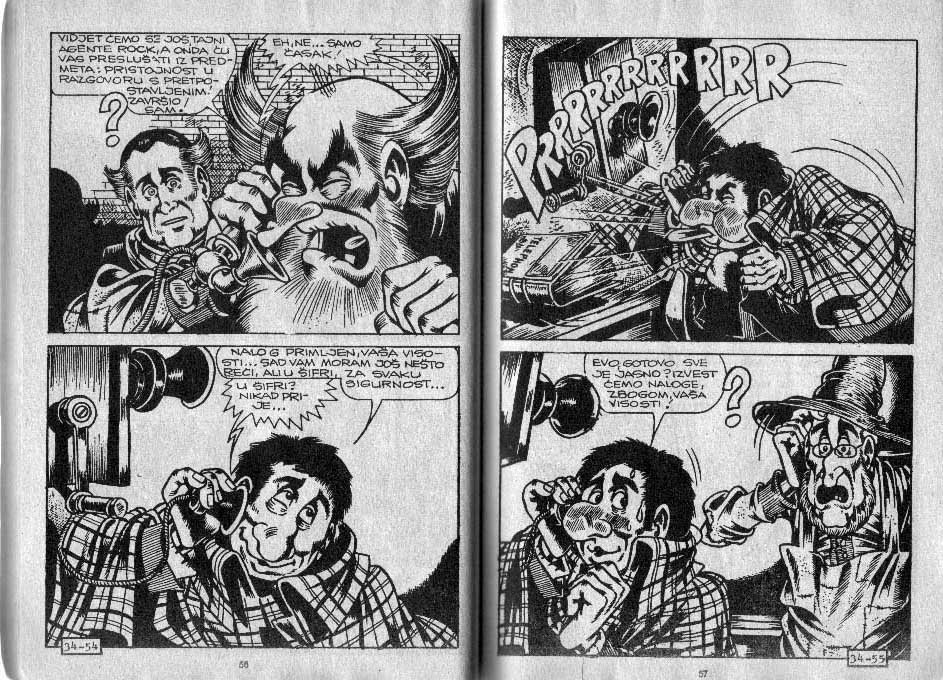 VIDJET ĆEMO SE JOŠ TAJNI
AGENTE ROCK, A ONDA ĆU
VAS PRESLUŠATI IZ PRED-
META: PRISTAJNOST U
RAZGOVORU S PRETPO-
STAVLJENIM!
ZAVRŠIO
SAM!
EH, NE... SAMO
ČASAK!
?
NALOG PRIMLJEN, VAŠA VISO-
STI... SAD VAM MORAM JOŠ NEŠTO
REĆI, ALI U ŠIFRI, ZA SVAKU
SIGURNOST...
U ŠIFRI?
NIKAD PRI-
JE...
34-54
56
PRRRRRRRRRRR
TELEPHON
EVO, GOTOVO. SVE
JE JASNO? IZVEST
ĆEMO NALOGE,
ZBOGOM, VAŠA
VISOSTI!
?
34-55
57